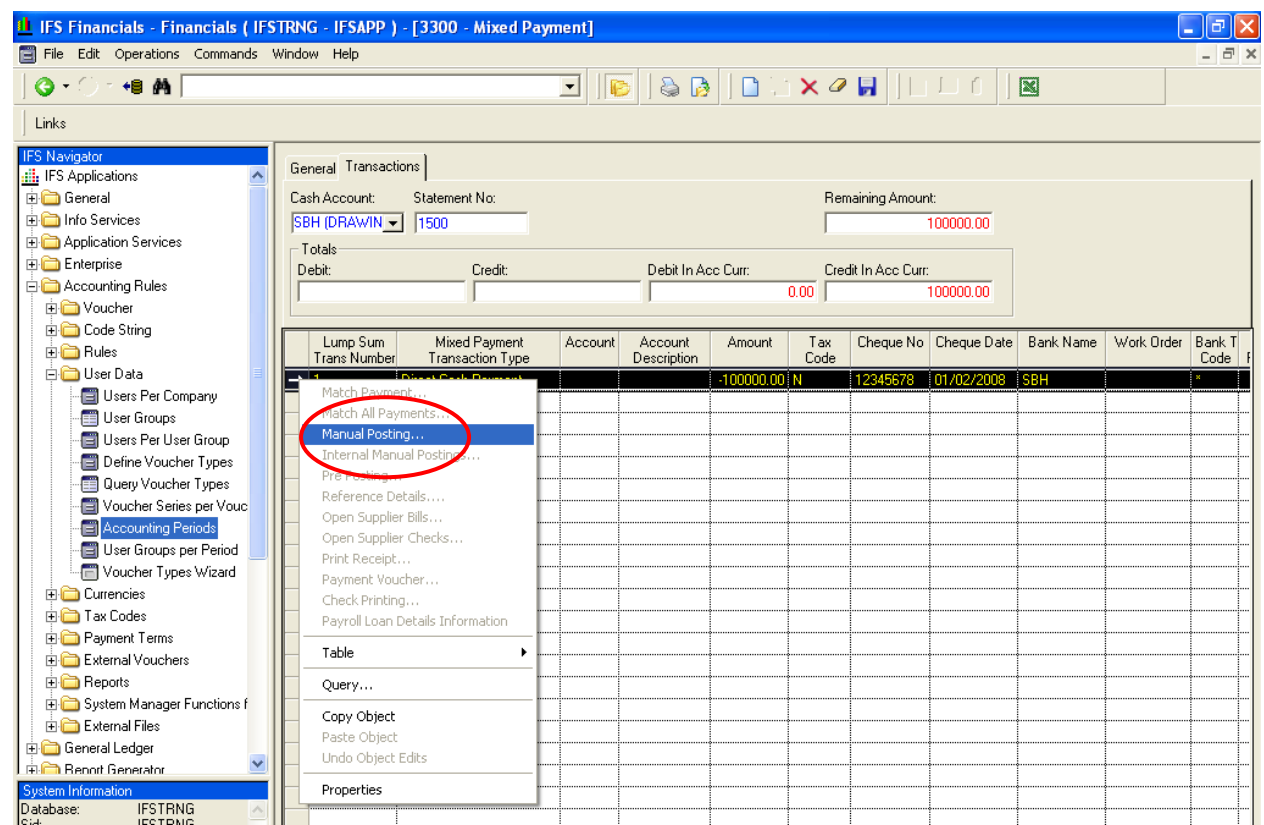 IFS Financials - Financials ( IFSTRNG - IFSAPP ) - [3300 - Mixed Payment]
File Edit Operations Commands Window Help
Links
IFS Navigator
IFS Applications
General
Info Services
Application Services
Enterprise
Accounting Rules
Voucher
Code String
Rules
User Data
Users Per Company
User Groups
Users Per User Group
Define Voucher Types
Query Voucher Types
Voucher Series per Vouc
Accounting Periods
User Groups per Period
Voucher Types Wizard
Currencies
Tax Codes
Payment Terms
External Vouchers
Reports
System Manager Functions f
External Files
General Ledger
Report Generator
System Information
Database: IFSTRNG
Sid: IFSTRNG
General Transactions
Cash Account: Statement No: Remaining Amount:
SBH (DRAWIN 1500 100000.00
Totals
Debit: Credit: Debit In Acc Curr: Credit In Acc Curr:
0.00 100000.00
Lump Sum Trans Number Mixed Payment Transaction Type Account Account Description Amount Tax Code Cheque No Cheque Date Bank Name Work Order Bank T Code
1 Direct Cash Payment -100000.00 N 12345678 01/02/2008 SBH *
Match Payment...
Match All Payments...
Manual Posting...
Internal Manual Postings...
Pre Posting...
Reference Details....
Open Supplier Bills...
Open Supplier Checks...
Print Receipt...
Payment Voucher...
Check Printing...
Payroll Loan Details Information
Table
Query...
Copy Object
Paste Object
Undo Object Edits
Properties